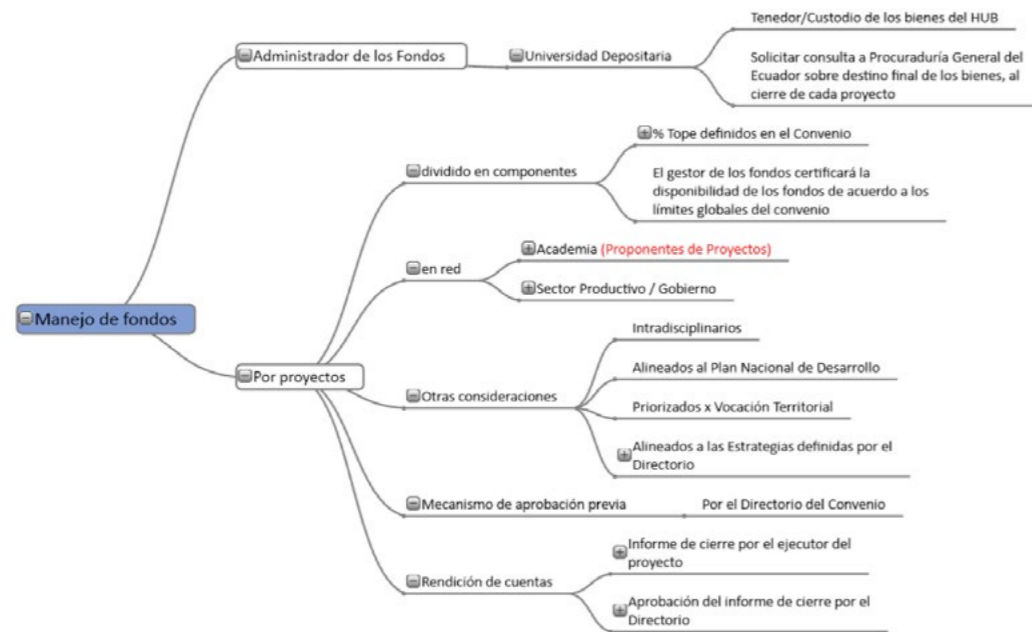 Manejo de fondos
Administrador de los Fondos
Universidad Depositaria
Tenedor/Custodio de los bienes del HUB
Solicitar consulta a Procuraduría General del
Ecuador sobre destino final de los bienes, al
cierre de cada proyecto
Por proyectos
dividido en componentes
% Tope definidos en el Convenio
El gestor de los fondos certificará la
disponibilidad de los fondos de acuerdo a los
límites globales del convenio
en red
Academia (Proponentes de Proyectos)
Sector Productivo / Gobierno
Otras consideraciones
Intradisciplinarios
Alineados al Plan Nacional de Desarrollo
Priorizados x Vocación Territorial
Alineados a las Estrategias definidas por el
Directorio
Mecanismo de aprobación previa
Por el Directorio del Convenio
Rendición de cuentas
Informe de cierre por el ejecutor del
proyecto
Aprobación del informe de cierre por el
Directorio